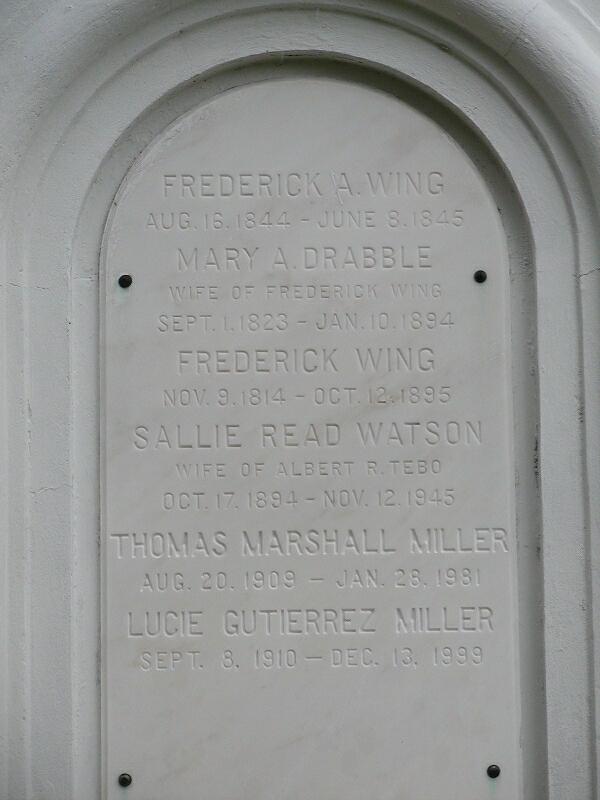 FREDERICK A. WING
AUG. 16. 1844 - JUNE 8. 1845
MARY A. DRABBLE
WIFE OF FREDERICK WING
SEPT. 1. 1823 - JAN. 10. 1894
FREDERICK WING
NOV. 9. 1814 - OCT. 12. 1895
SALLIE READ WATSON
WIFE OF ALBERT R. TEBO
OCT. 17. 1894 - NOV. 12. 1945
THOMAS MARSHALL MILLER
AUG. 20. 1909 - JAN. 28, 1981
LUCIE GUTIERREZ MILLER
SEPT. 8, 1910 - DEC. 13, 1999